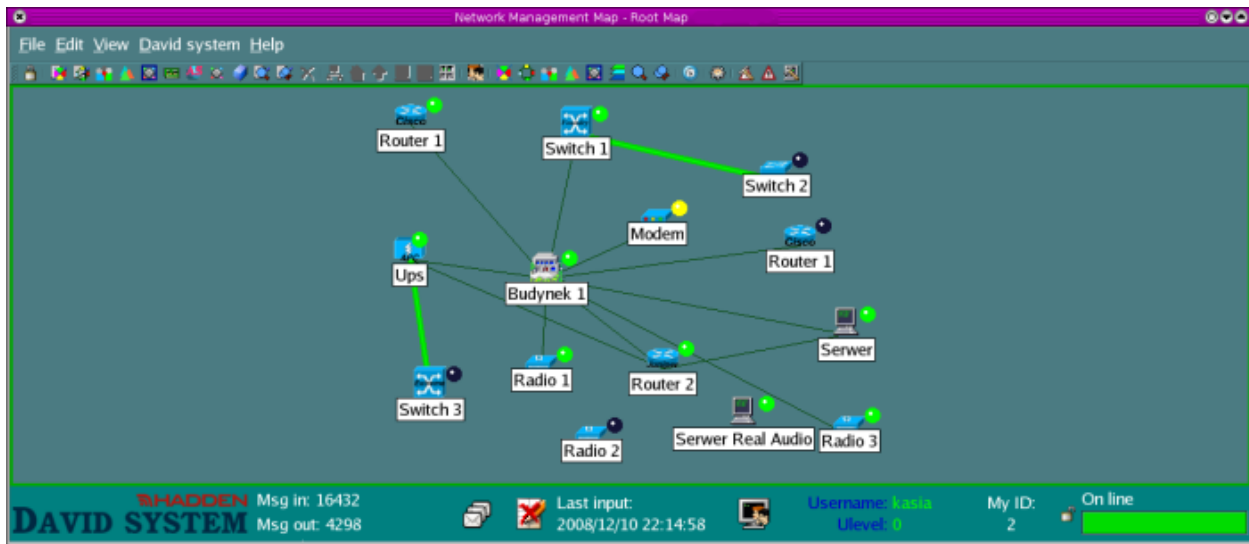 Network Management Map - Root Map
File Edit View David system Help
Cisco
Router 1
Switch 1
Switch 2
Modem
Cisco
Router 1
APC
Ups
Budynek 1
Serwer
Radio 1
Router 2
Switch 3
Serwer Real Audio
Radio 3
Radio 2
HADDEN
DAVID SYSTEM
Msg in: 16432
Msg out: 4298
Last input:
2008/12/10 22:14:58
Username: kasia
Ulevel: 0
My ID:
2
On line